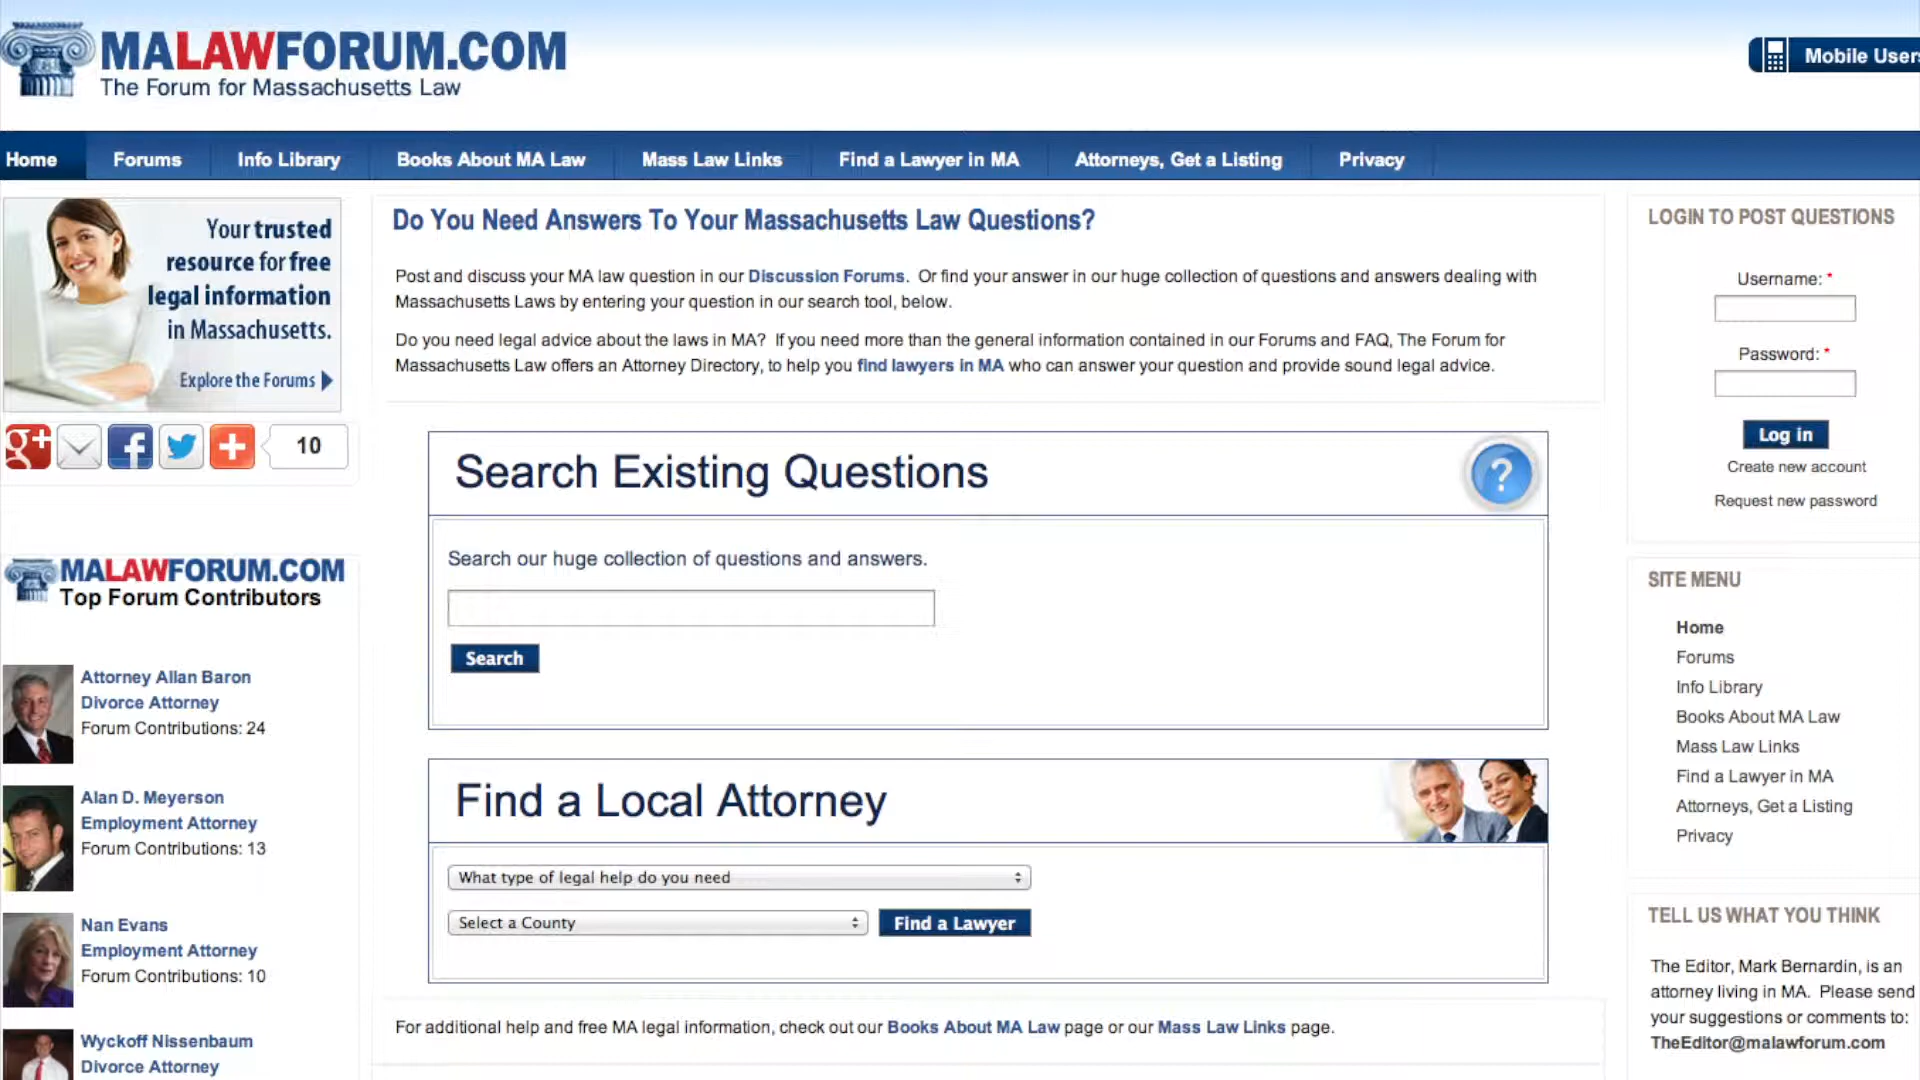 MALAWFORUM.COM
The Forum for Massachusetts Law
Mobile Users
Home
Forums
Info Library
Books About MA Law
Mass Law Links
Find a Lawyer in MA
Attorneys, Get a Listing
Privacy
Your trusted
resource for free
legal information
in Massachusetts.
Explore the Forums
g+
f
10
MALAWFORUM.COM
Top Forum Contributors
Attorney Allan Baron
Divorce Attorney
Forum Contributions: 24
Alan D. Meyerson
Employment Attorney
Forum Contributions: 13
Nan Evans
Employment Attorney
Forum Contributions: 10
Wyckoff Nissenbaum
Divorce Attorney
Do You Need Answers To Your Massachusetts Law Questions?
Post and discuss your MA law question in our Discussion Forums. Or find your answer in our huge collection of questions and answers dealing with
Massachusetts Laws by entering your question in our search tool, below.
Do you need legal advice about the laws in MA? If you need more than the general information contained in our Forums and FAQ, The Forum for
Massachusetts Law offers an Attorney Directory, to help you find lawyers in MA who can answer your question and provide sound legal advice.
Search Existing Questions
?
Search our huge collection of questions and answers.
Search
Find a Local Attorney
What type of legal help do you need
Select a County
Find a Lawyer
For additional help and free MA legal information, check out our Books About MA Law page or our Mass Law Links page.
LOGIN TO POST QUESTIONS
Username: *
Password: *
Log in
Create new account
Request new password
SITE MENU
Home
Forums
Info Library
Books About MA Law
Mass Law Links
Find a Lawyer in MA
Attorneys, Get a Listing
Privacy
TELL US WHAT YOU THINK
The Editor, Mark Bernardin, is an
attorney living in MA. Please send
your suggestions or comments to:
TheEditor@malawforum.com